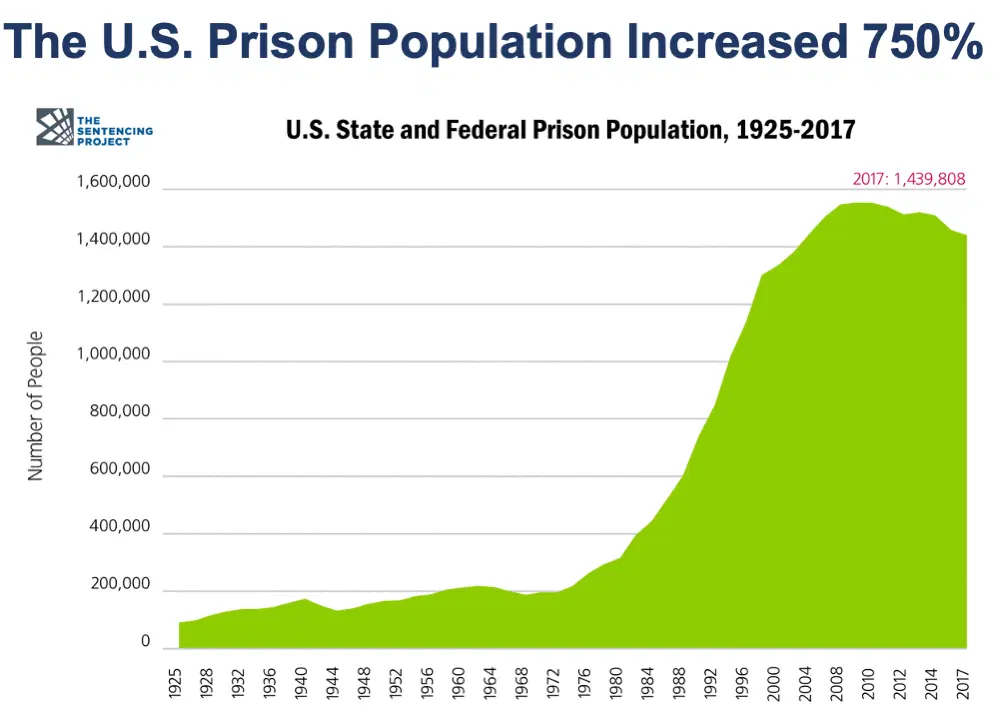 The U.S. Prison Population Increased 750%
THE
SENTENCING
PROJECT
U.S. State and Federal Prison Population, 1925-2017
2017: 1,439,808
1,600,000
1,400,000
1,200,000
1,000,000
800,000
600,000
400,000
200,000
0
Number of People
1925 1928 1932 1936 1940 1944 1948 1952 1956 1960 1964 1968 1972 1976 1980 1984 1988 1992 1996 2000 2004 2008 2010 2012 2014 2017